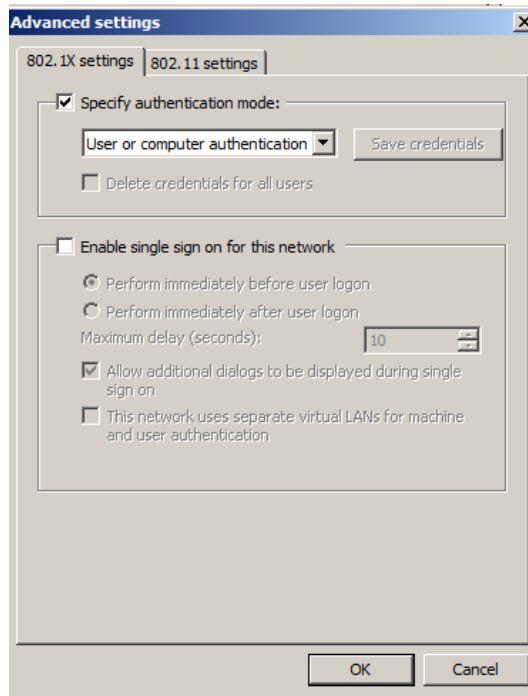 Advanced settings
802.1X settings
802.11 settings
Specify authentication mode:
User or computer authentication
Save credentials
Delete credentials for all users
Enable single sign on for this network
Perform immediately before user logon
Perform immediately after user logon
Maximum delay (seconds):
10
Allow additional dialogs to be displayed during single
sign on
This network uses separate virtual LANs for machine
and user authentication
OK
Cancel